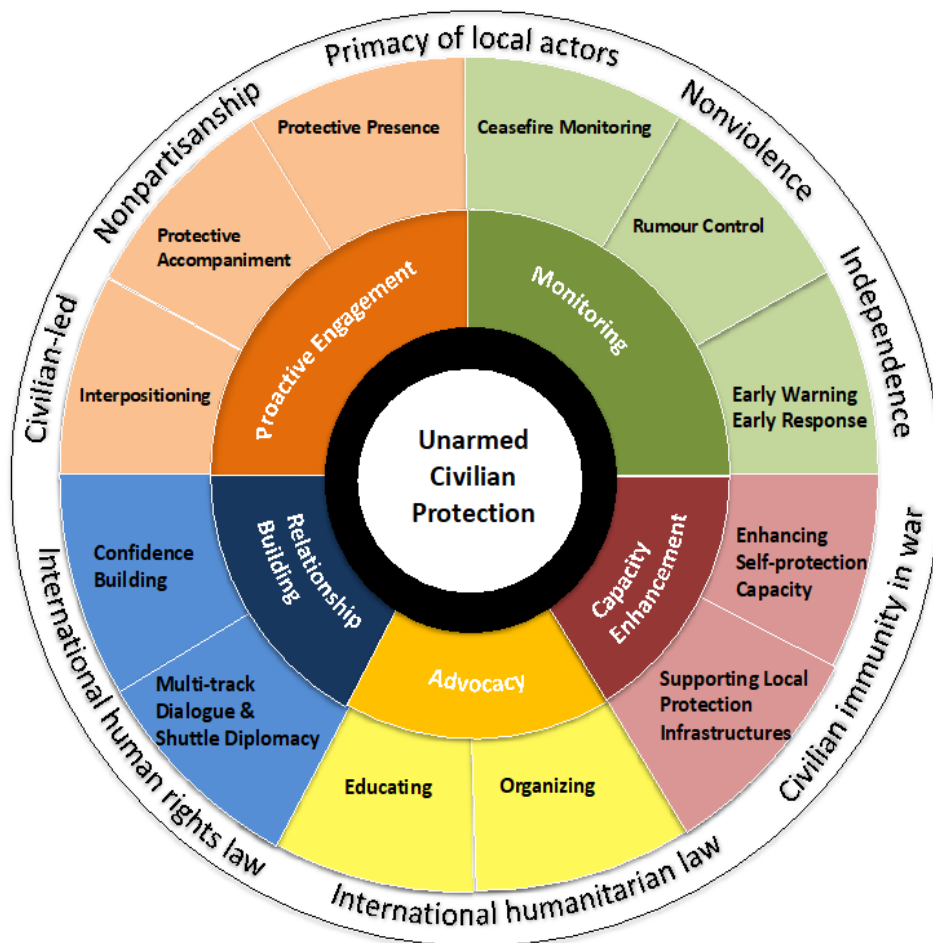 Primacy of local actors
Nonviolence
Independence
Civilian immunity in war
International humanitarian law
International human rights law
Civilian-led
Nonpartisanship
Protective Presence
Protective
Accompaniment
Interpositioning
Ceasefire Monitoring
Rumour Control
Early Warning
Early Response
Enhancing
Self-protection
Capacity
Supporting Local
Protection
Infrastructures
Organizing
Educating
Multi-track
Dialogue &
Shuttle Diplomacy
Confidence
Building
Proactive Engagement
Monitoring
Capacity
Enhancement
Advocacy
Relationship
Building
Unarmed
Civilian
Protection